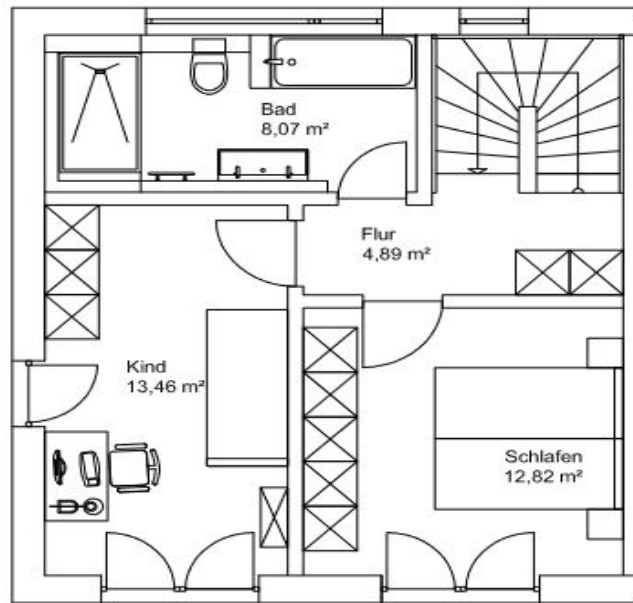 Bad
8,07 m²
Flur
4,89 m²
Kind
13,46 m²
Schlafen
12,82 m²